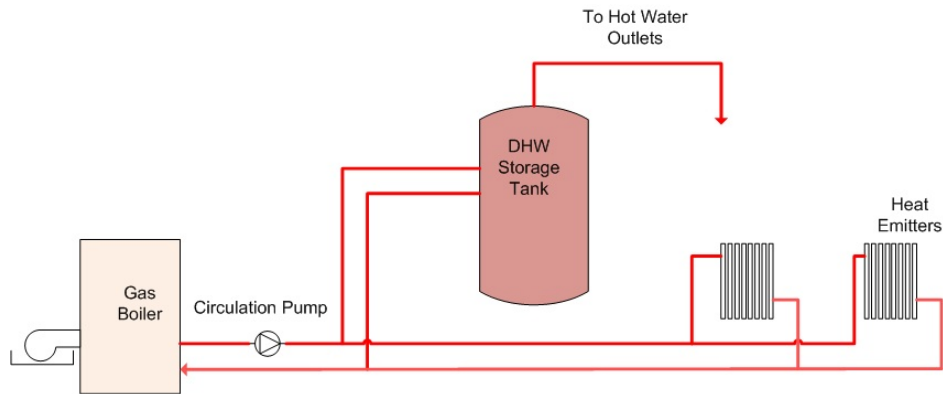 To Hot Water
Outlets
DHW
Storage
Tank
Heat
Emitters
Gas
Boiler
Circulation Pump